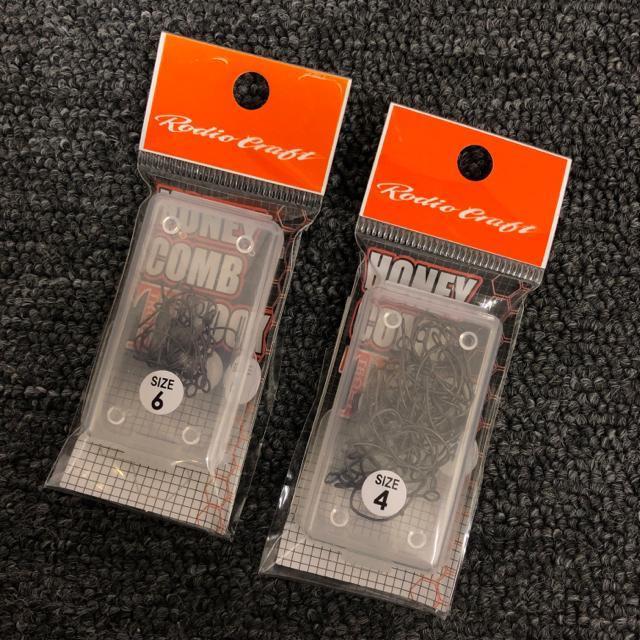 Rodio Craft
HONEY
COMB
SIZE
6
Rodio Craft
HONEY
SIZE
4